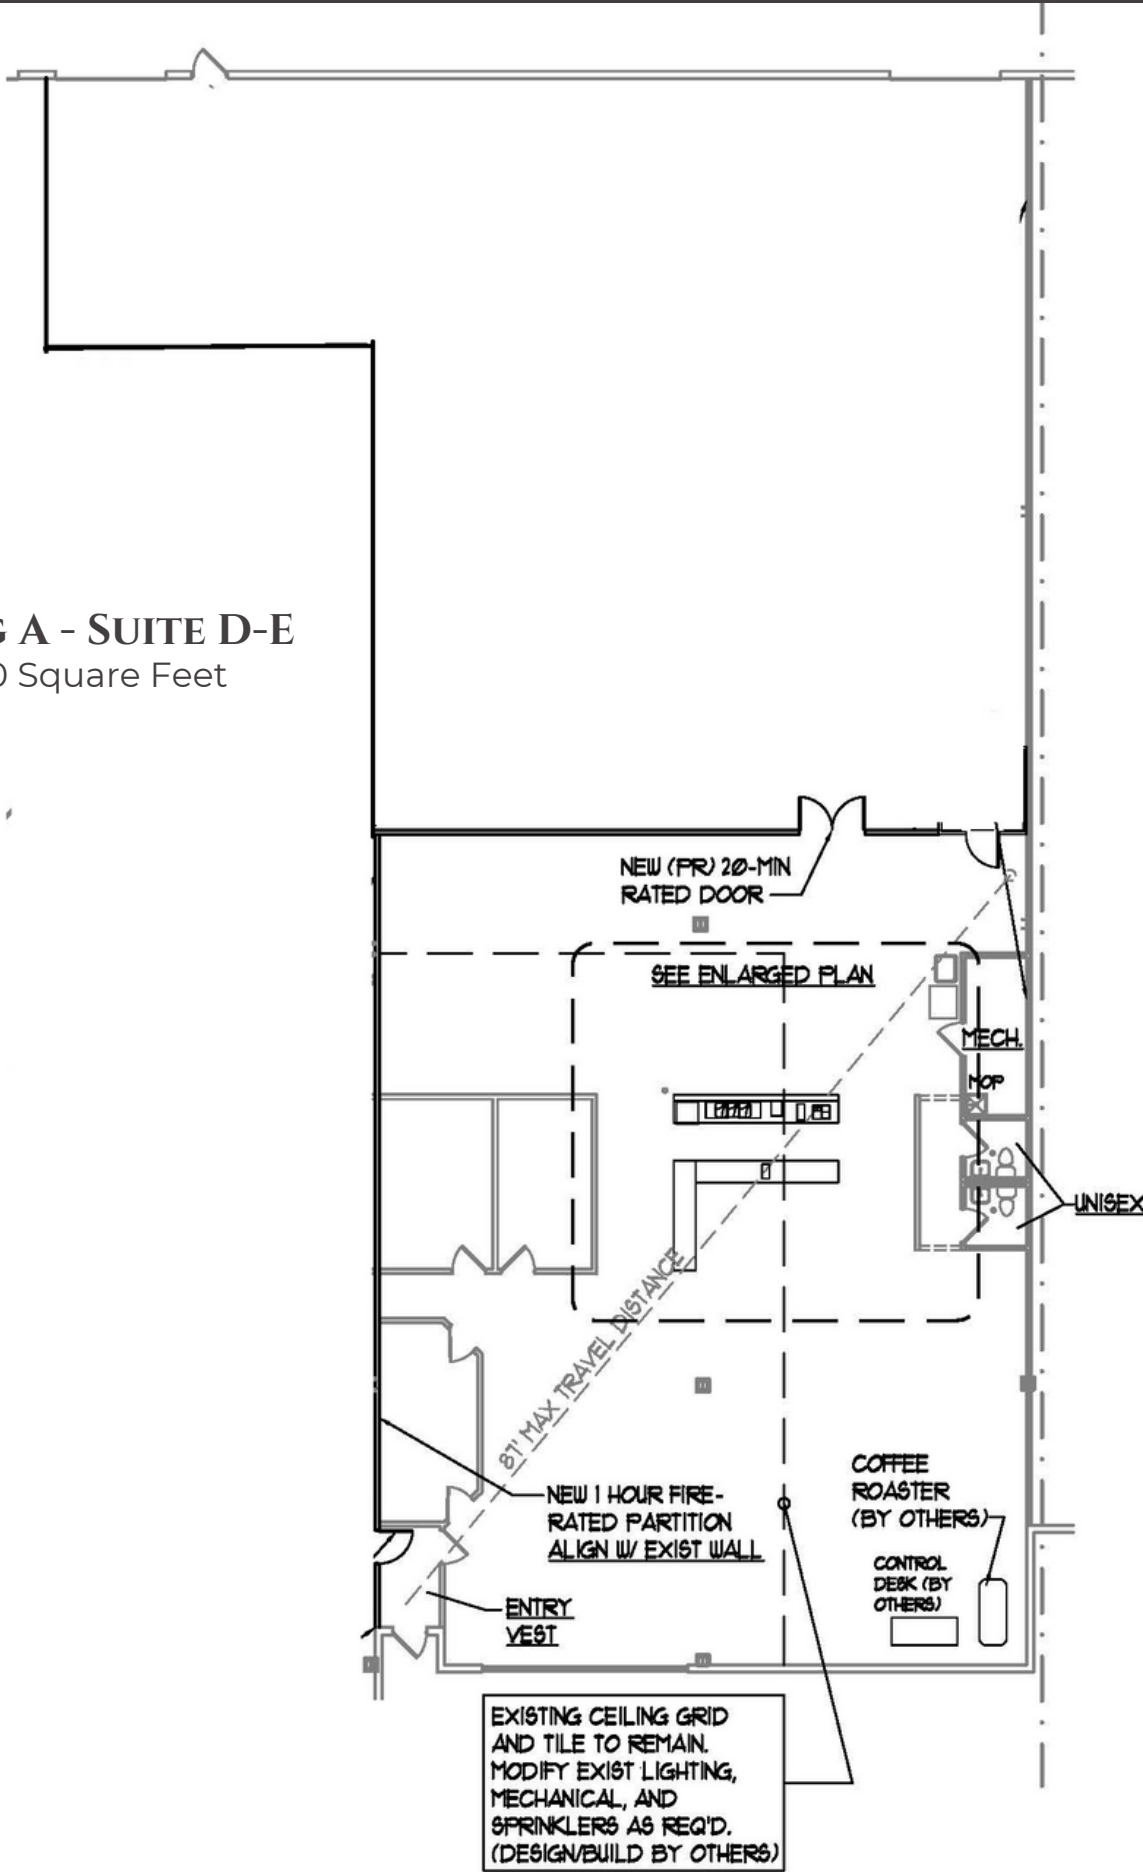 G A - SUITE D-E
0 Square Feet
NEW (PR) 20-MIN
RATED DOOR
SEE ENLARGED PLAN
MECH.
MOP
UNISEX
87' MAX TRAVEL DISTANCE
NEW 1 HOUR FIRE-
RATED PARTITION
ALIGN W/ EXIST WALL
COFFEE
ROASTER
(BY OTHERS)
CONTROL
DESK (BY
OTHERS)
ENTRY
VEST
EXISTING CEILING GRID
AND TILE TO REMAIN.
MODIFY EXIST LIGHTING,
MECHANICAL, AND
SPRINKLERS AS REQ'D.
(DESIGN/BUILD BY OTHERS)